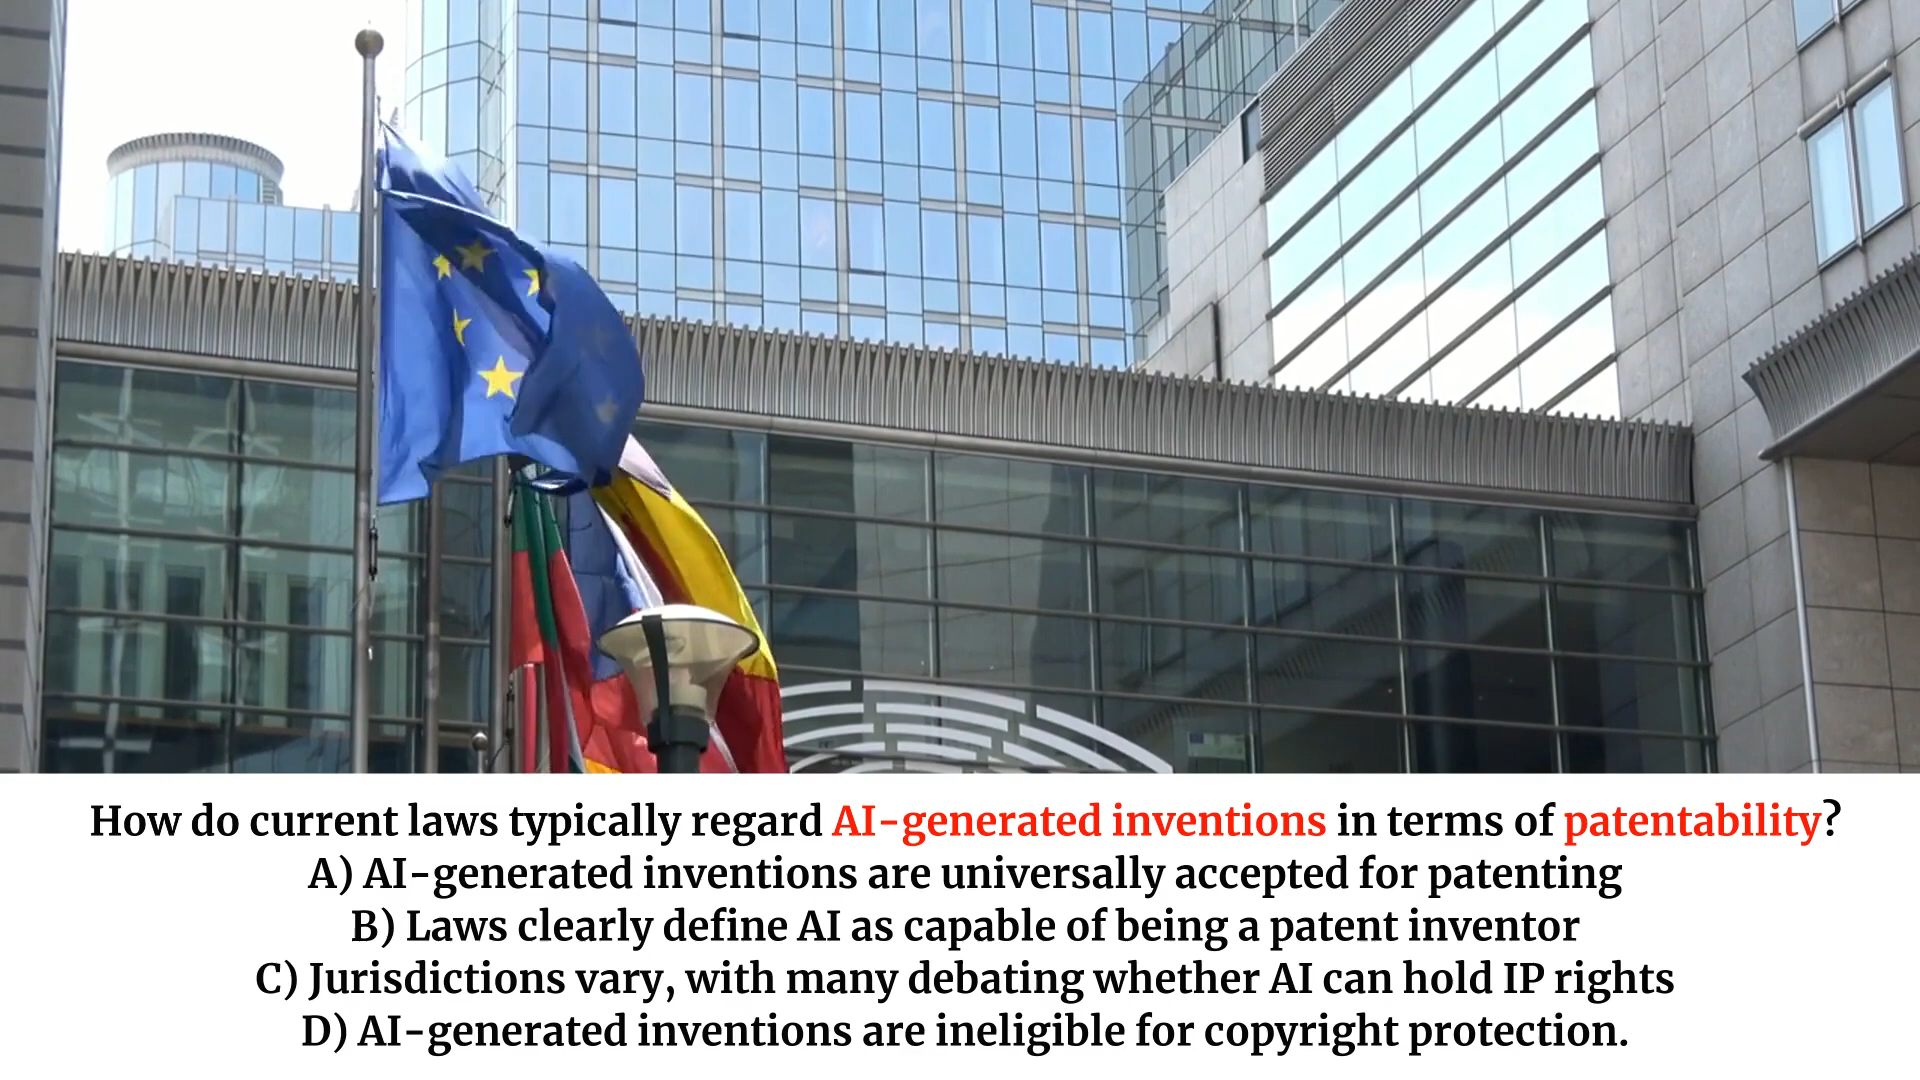 How do current laws typically regard AI-generated inventions in terms of patentability?
A) AI-generated inventions are universally accepted for patenting
B) Laws clearly define AI as capable of being a patent inventor
C) Jurisdictions vary, with many debating whether AI can hold IP rights
D) AI-generated inventions are ineligible for copyright protection.